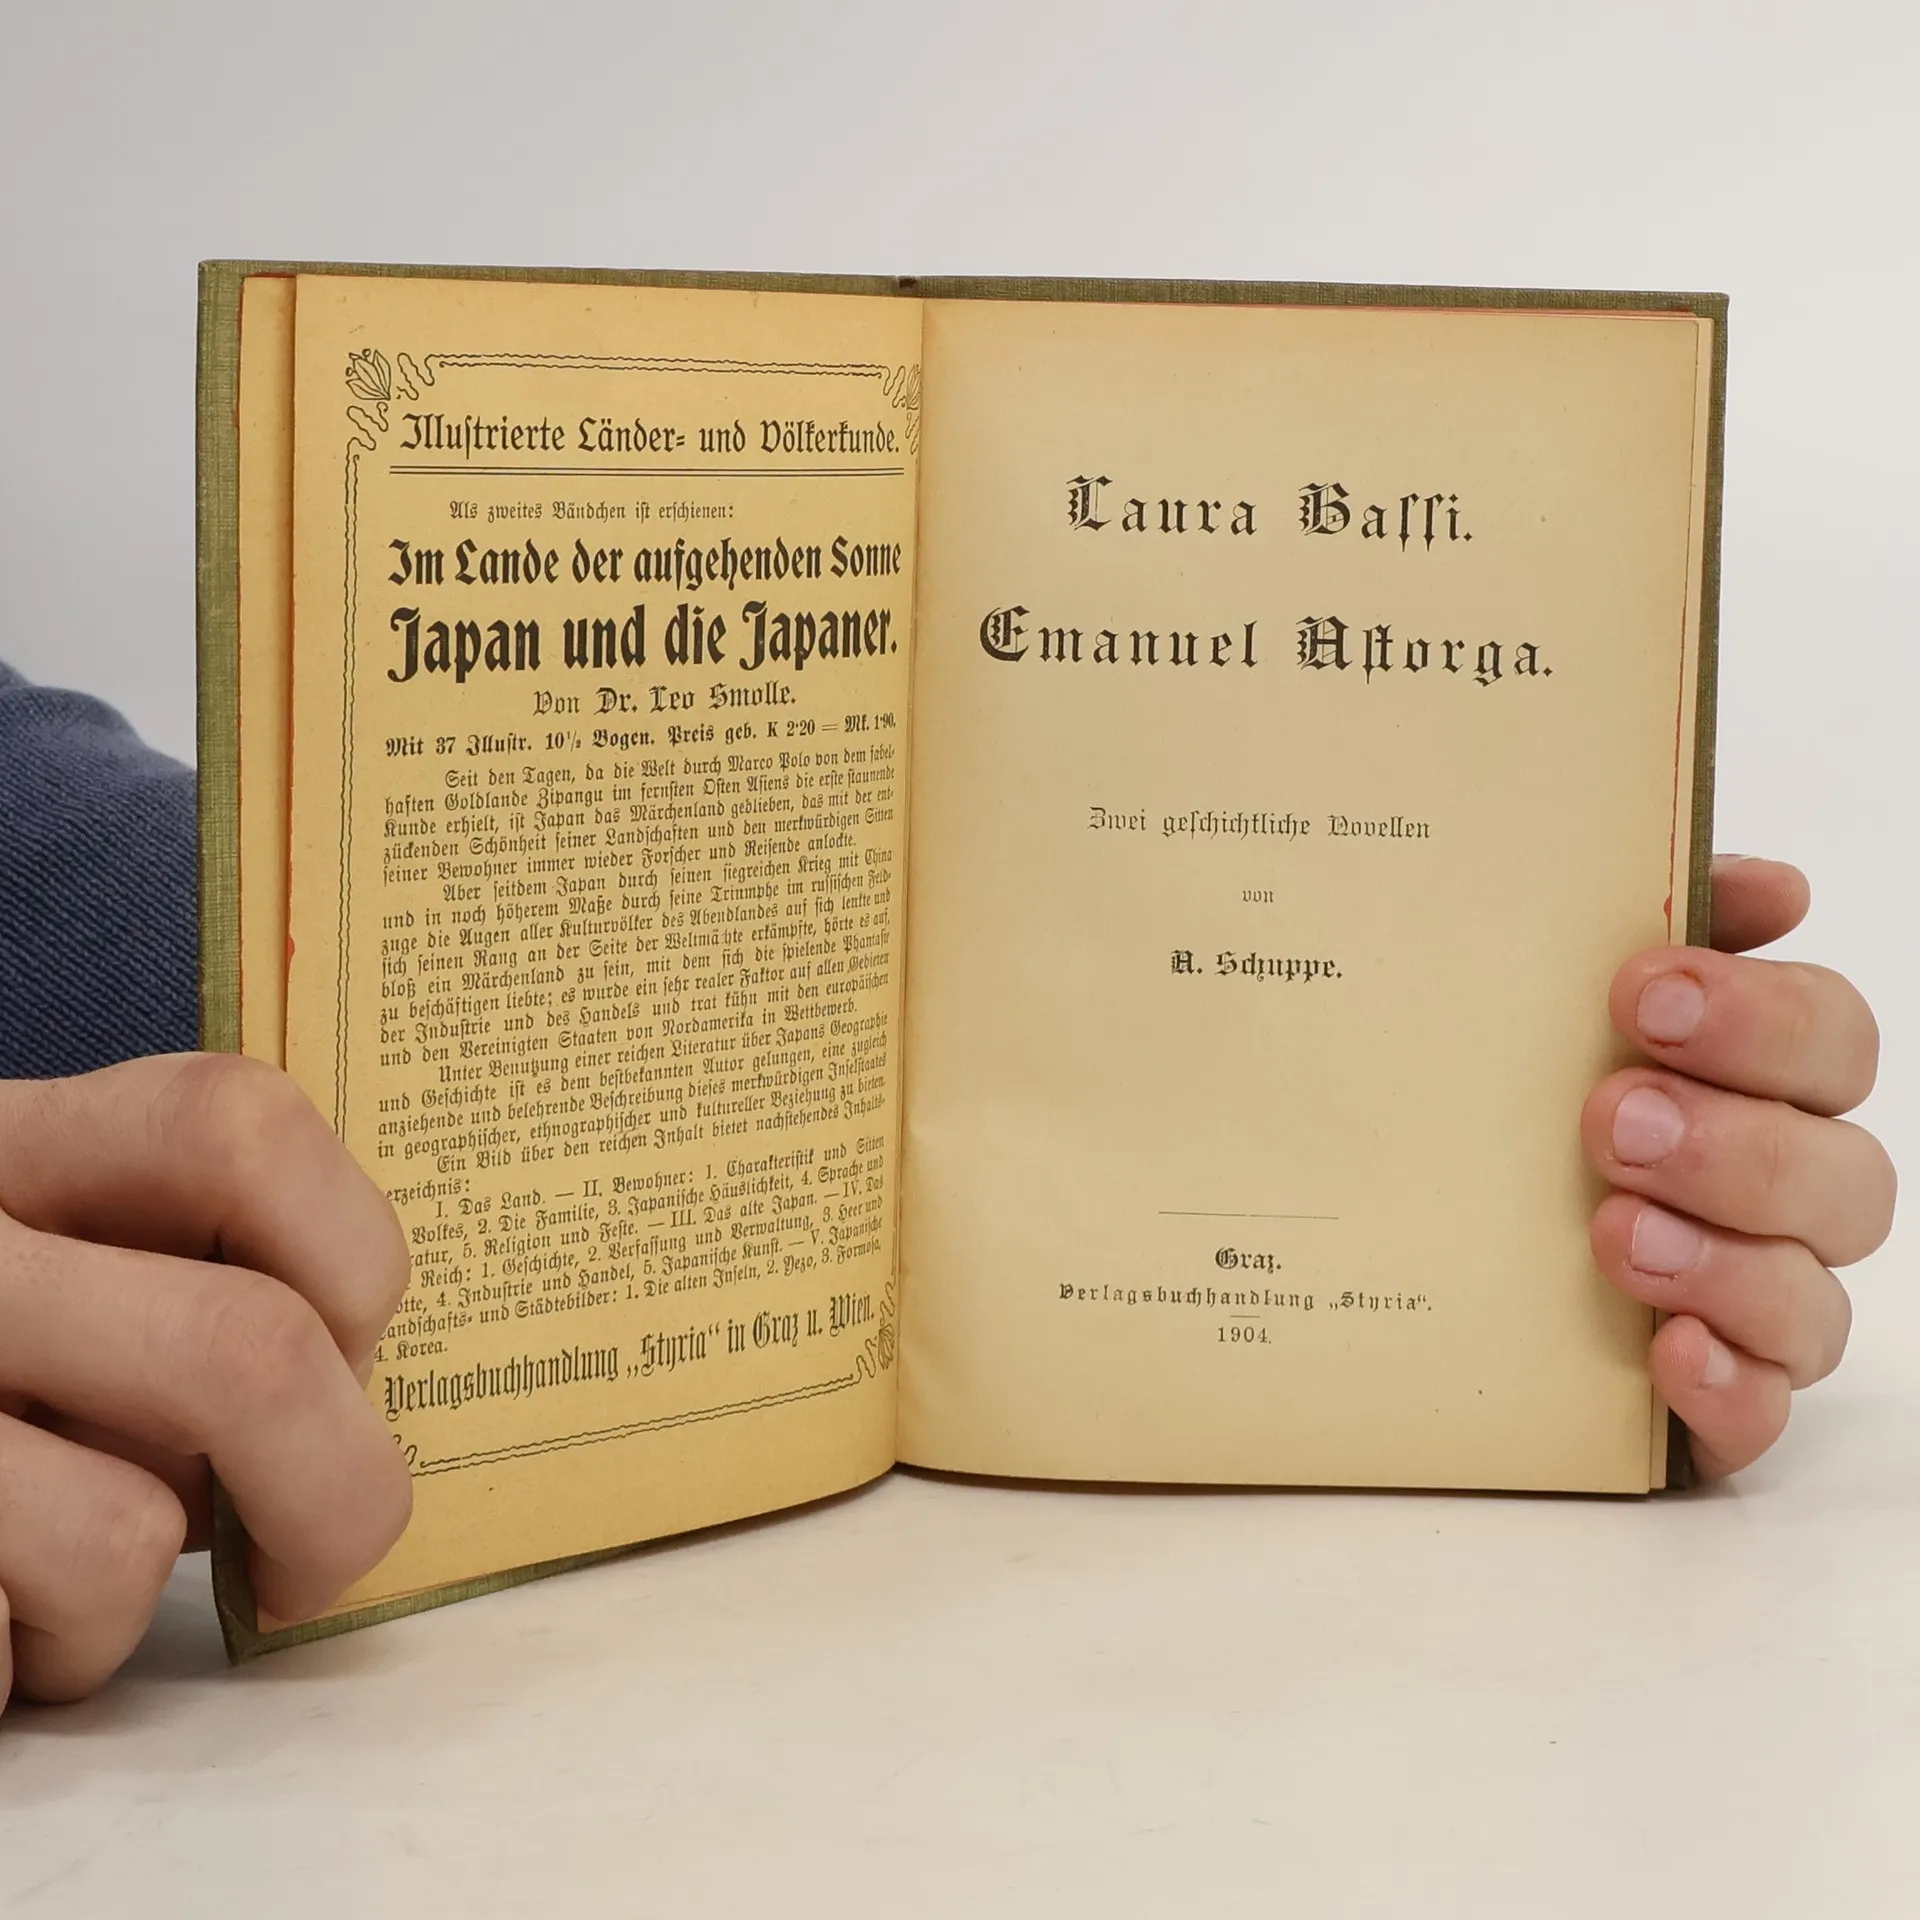 Illustrierte Länder- und Völkerkunde.
Als zweites Bändchen ist erschienen:
Im Lande der aufgehenden Sonne
Japan und die Japaner.
Von Dr. Leo Smolle.
Mit 37 Illustr. 10½ Bogen. Preis geb. K 2·20 = Mk. 1·90.
Seit den Tagen, da die Welt durch Marco Polo von dem fabel-
haften Goldlande Zipangu im fernsten Osten Asiens die erste staunende
Kunde erhielt, ist Japan das Märchenland geblieben, das mit der ent-
zückenden Schönheit seiner Landschaften und den merkwürdigen Sitten
seiner Bewohner immer wieder Forscher und Reisende anlockte.
Aber seitdem Japan durch seinen siegreichen Krieg mit China
und in noch höherem Maße durch seine Triumphe im russischen Feld-
zuge die Augen aller Kulturvölker des Abendlandes auf sich lenkte und
sich seinen Rang an der Seite der Weltmächte erkämpfte, hörte es auf,
bloß ein Märchenland zu sein, mit dem sich die spielende Phantasie
zu beschäftigen liebte; es wurde ein sehr realer Faktor auf allen Gebieten
der Industrie und des Handels und trat kühn mit den europäischen
und den Vereinigten Staaten von Nordamerika in Wettbewerb.
Unter Benutzung einer reichen Literatur über Japans Geographie
und Geschichte ist es dem bestbekannten Autor gelungen, eine zugleich
anziehende und belehrende Beschreibung dieses merkwürdigen Inselstaates
in geographischer, ethnographischer und kultureller Beziehung zu bieten.
Ein Bild über den reichen Inhalt bietet nachstehendes Inhalts-
erzeichnis:
I. Das Land. — II. Bewohner: 1. Charakteristik und Sitten
Volkes, 2. Die Familie, 3. Japanische Häuslichkeit, 4. Sprache und
ratur, 5. Religion und Feste. — III. Das alte Japan. — IV. Das
Reich: 1. Geschichte, 2. Verfassung und Verwaltung, 3. Heer und
otte, 4. Industrie und Handel, 5. Japanische Kunst. — V. Japanische
Landschafts- und Städtebilder: 1. Die alten Inseln, 2. Yezo, 3. Formosa,
4. Korea.
Verlagsbuchhandlung „Styria“ in Graz u. Wien.
Laura Bassi.
Emanuel Astorga.
Zwei geschichtliche Novellen
von
A. Schuppe.
Graz.
Verlagsbuchhandlung „Styria“.
1904.